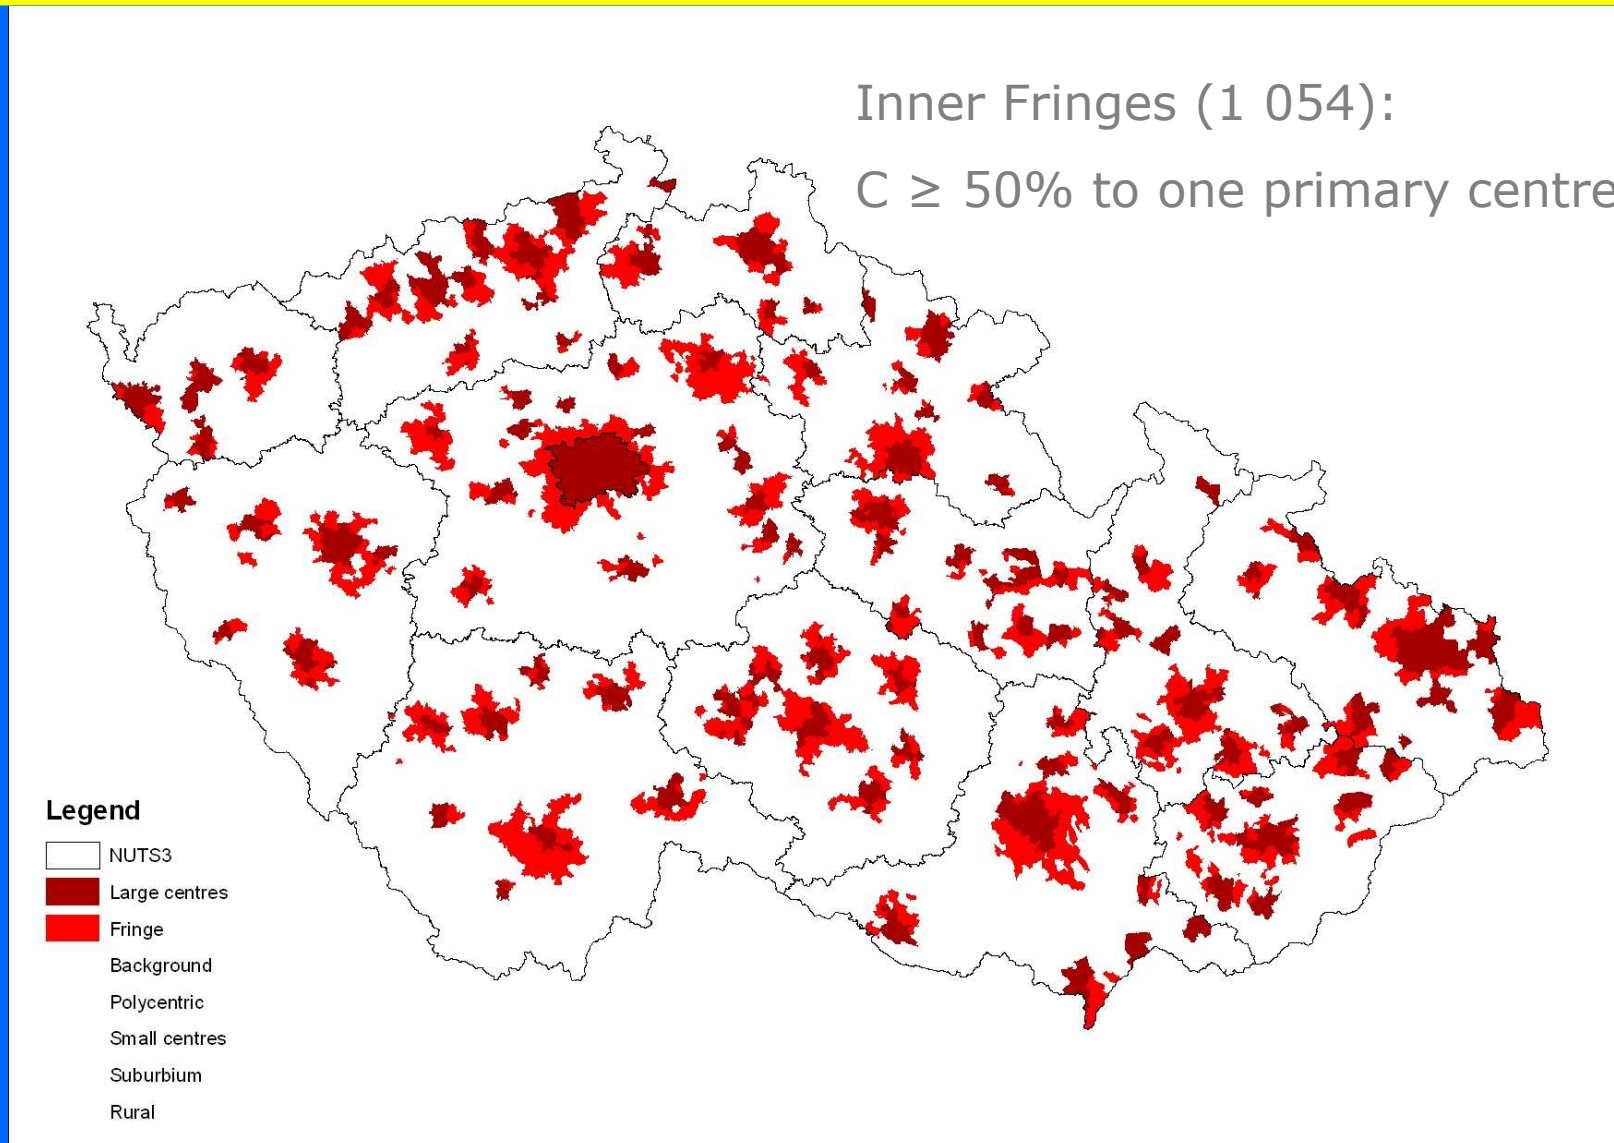 Inner Fringes (1 054):
C ≥ 50% to one primary centre
Legend
NUTS3
Large centres
Fringe
Background
Polycentric
Small centres
Suburbium
Rural